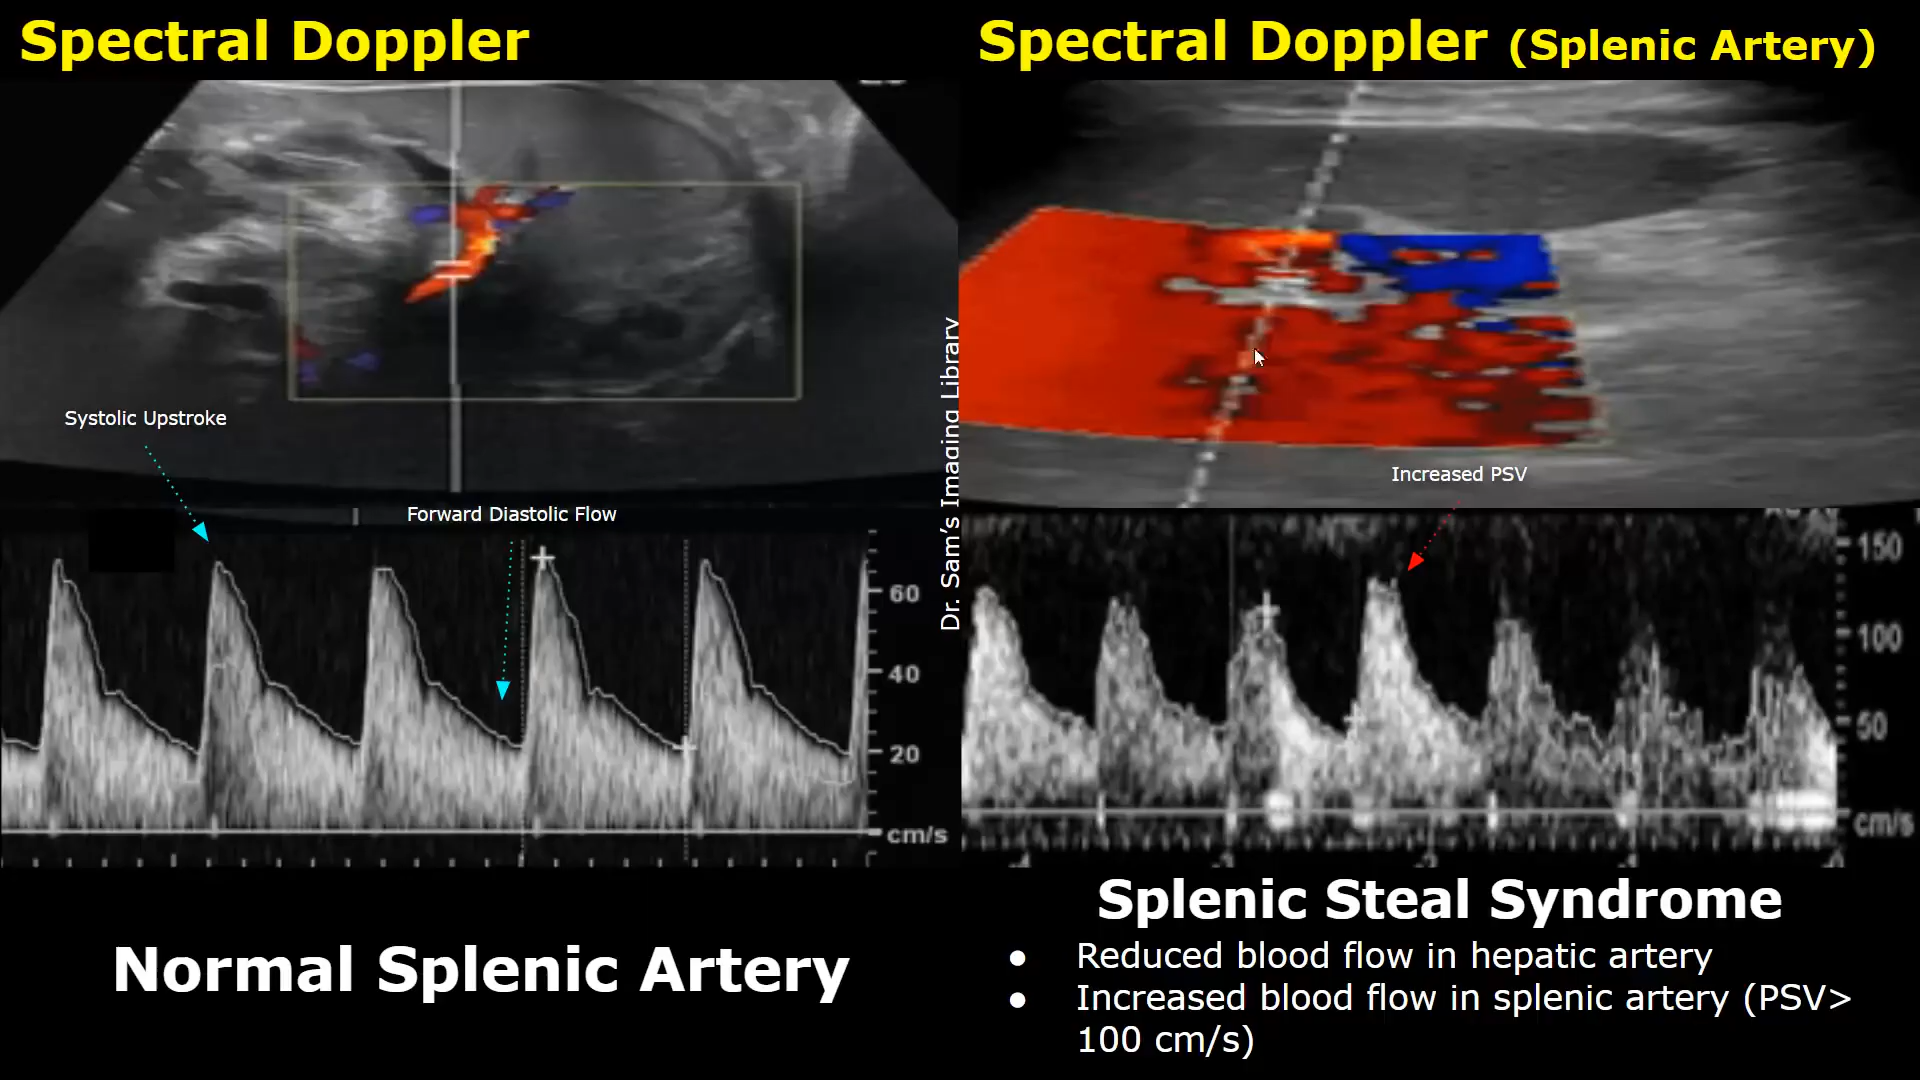 Spectral Doppler
Systolic Upstroke
Forward Diastolic Flow
60
40
20
cm/s
Normal Splenic Artery
Dr. Sam's Imaging Library
Spectral Doppler (Splenic Artery)
Increased PSV
150
100
50
cm/s
Splenic Steal Syndrome
● Reduced blood flow in hepatic artery
● Increased blood flow in splenic artery (PSV>
100 cm/s)